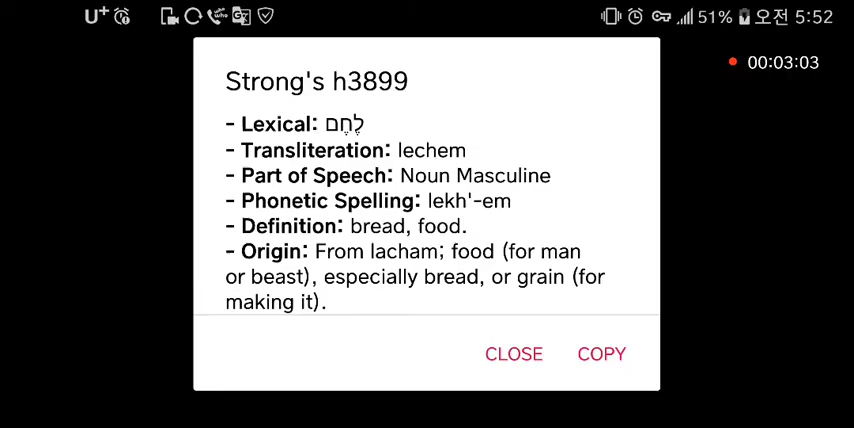 U+
51% 오전 5:52
00:03:03
Strong's h3899
- Lexical: לֶחֶם
- Transliteration: lechem
- Part of Speech: Noun Masculine
- Phonetic Spelling: lekh'-em
- Definition: bread, food.
- Origin: From lacham; food (for man
or beast), especially bread, or grain (for
making it).
CLOSE COPY